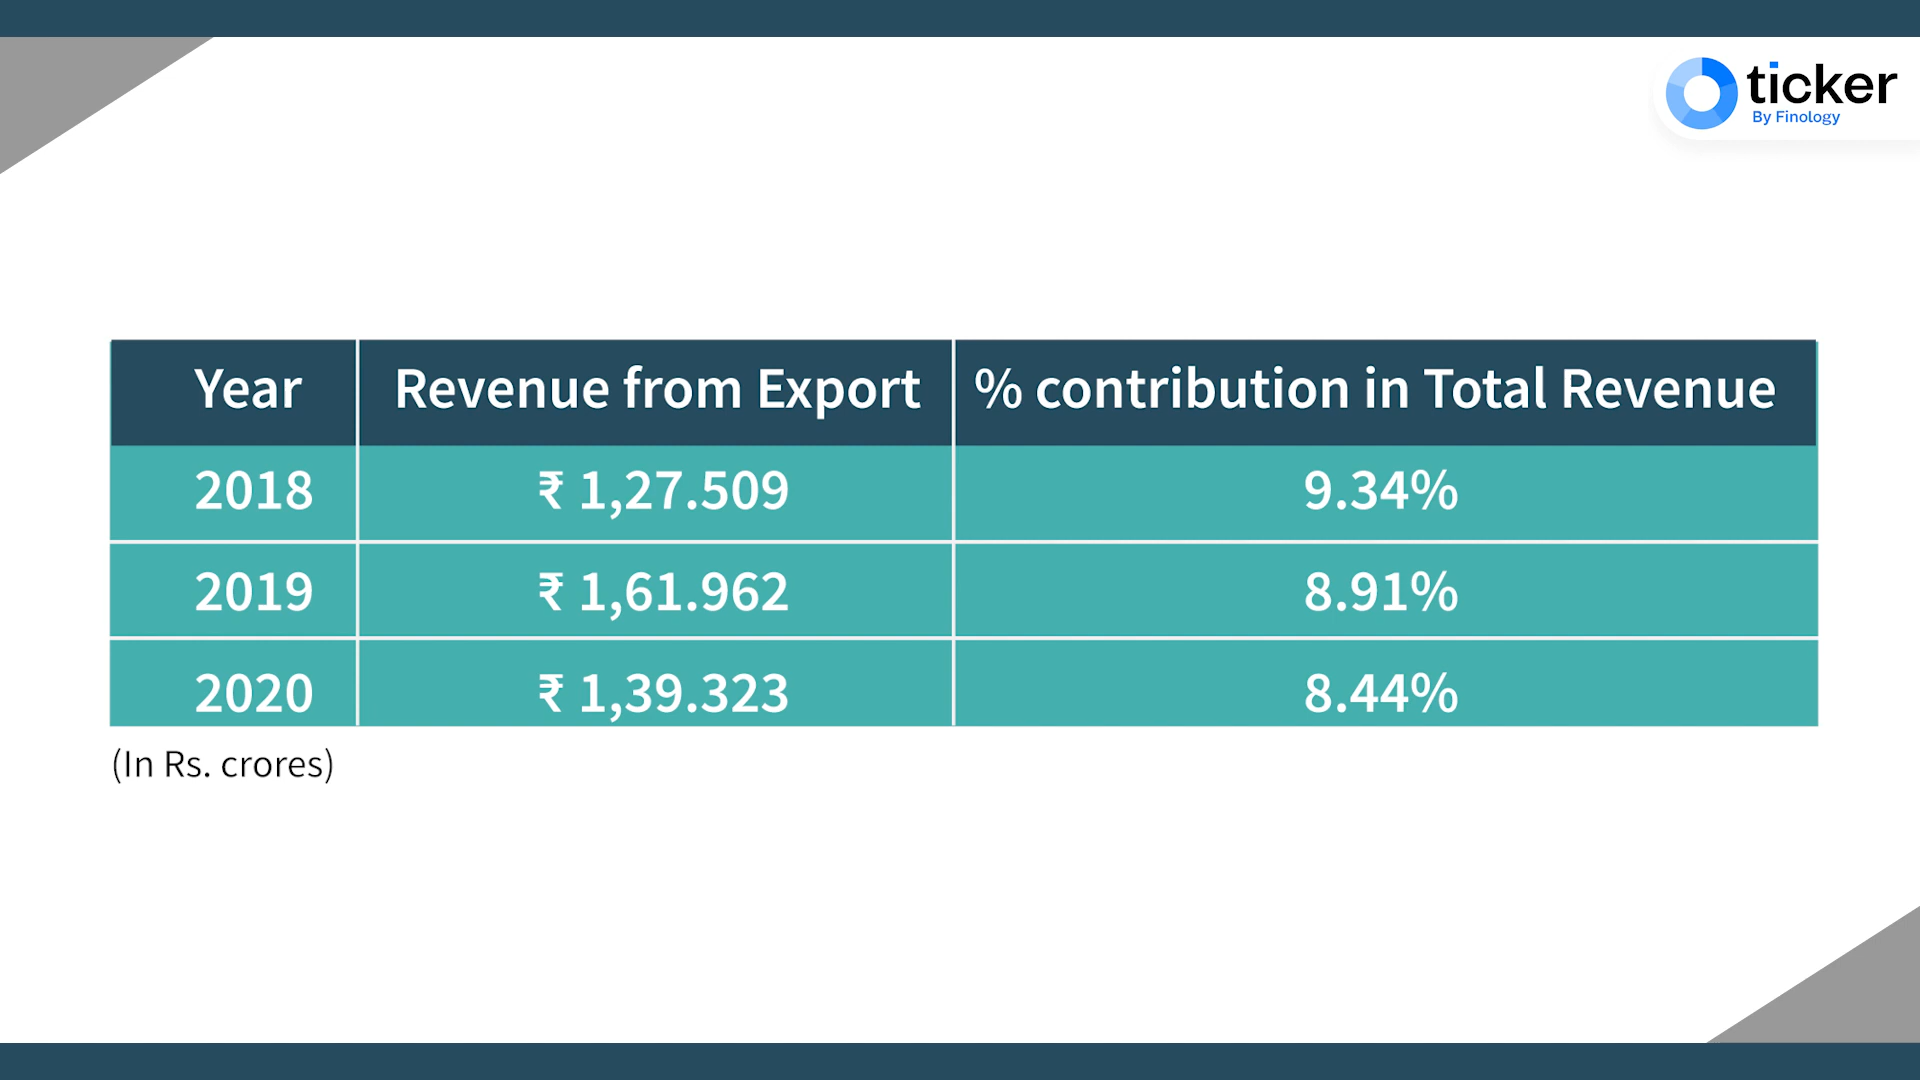 ticker
By Finology
Year Revenue from Export % contribution in Total Revenue
2018 ₹ 1,27.509 9.34%
2019 ₹ 1,61.962 8.91%
2020 ₹ 1,39.323 8.44%
(In Rs. crores)